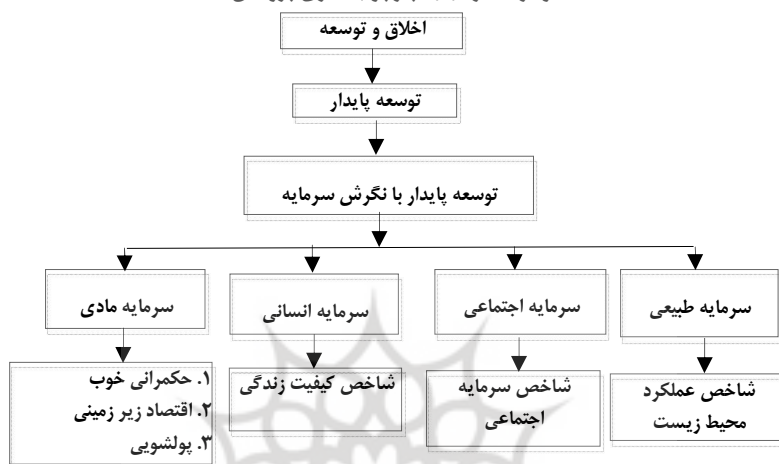 اخلاق و توسعه
توسعه پایدار
توسعه پایدار با نگرش سرمایه
سرمایه طبیعی
سرمایه اجتماعی
سرمایه انسانی
سرمایه مادی
شاخص عملکرد
محیط زیست
شاخص سرمایه
اجتماعی
شاخص کیفیت زندگی
۱. حکمرانی خوب
۲. اقتصاد زیر زمینی
۳. پولشویی